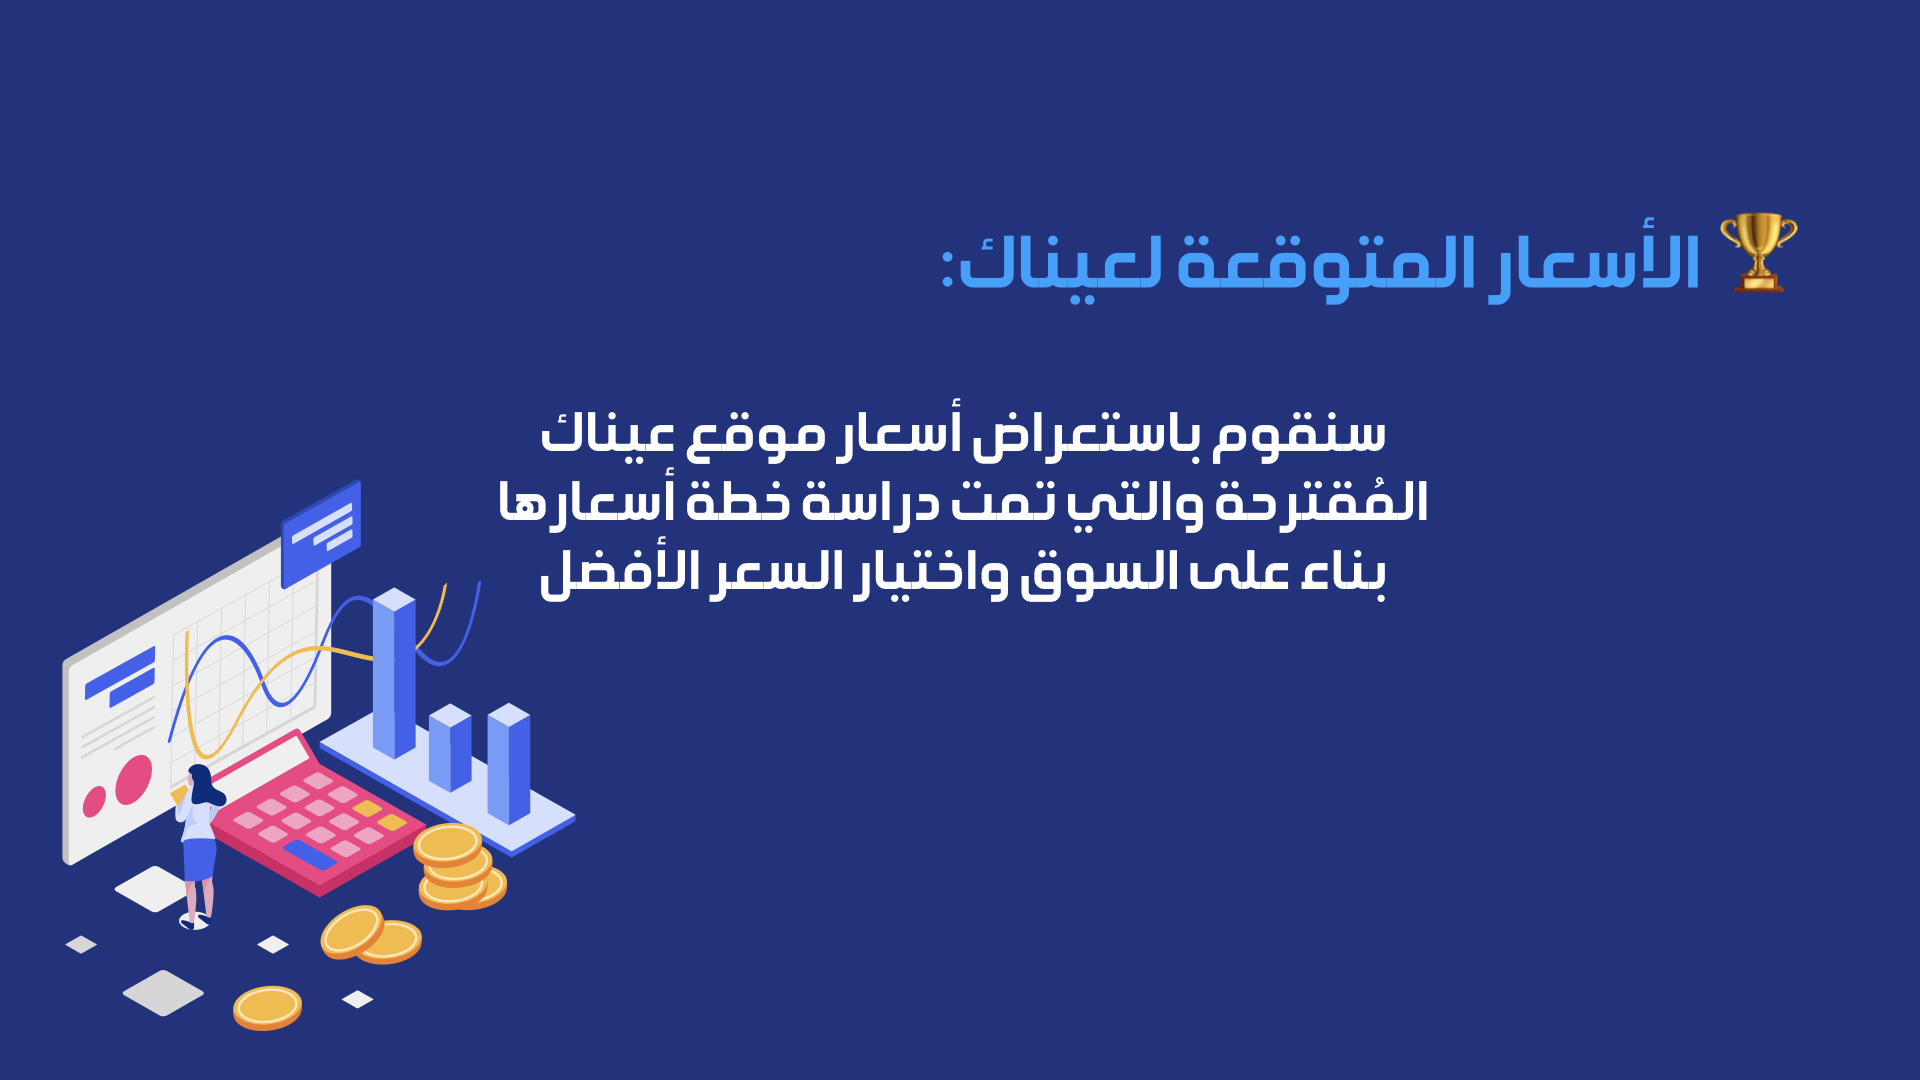 🏆 الأسعار المتوقعة لعيناك:
سنقوم باستعراض أسعار موقع عيناك
المُقترحة والتي تمت دراسة خطة أسعارها
بناء على السوق واختيار السعر الأفضل